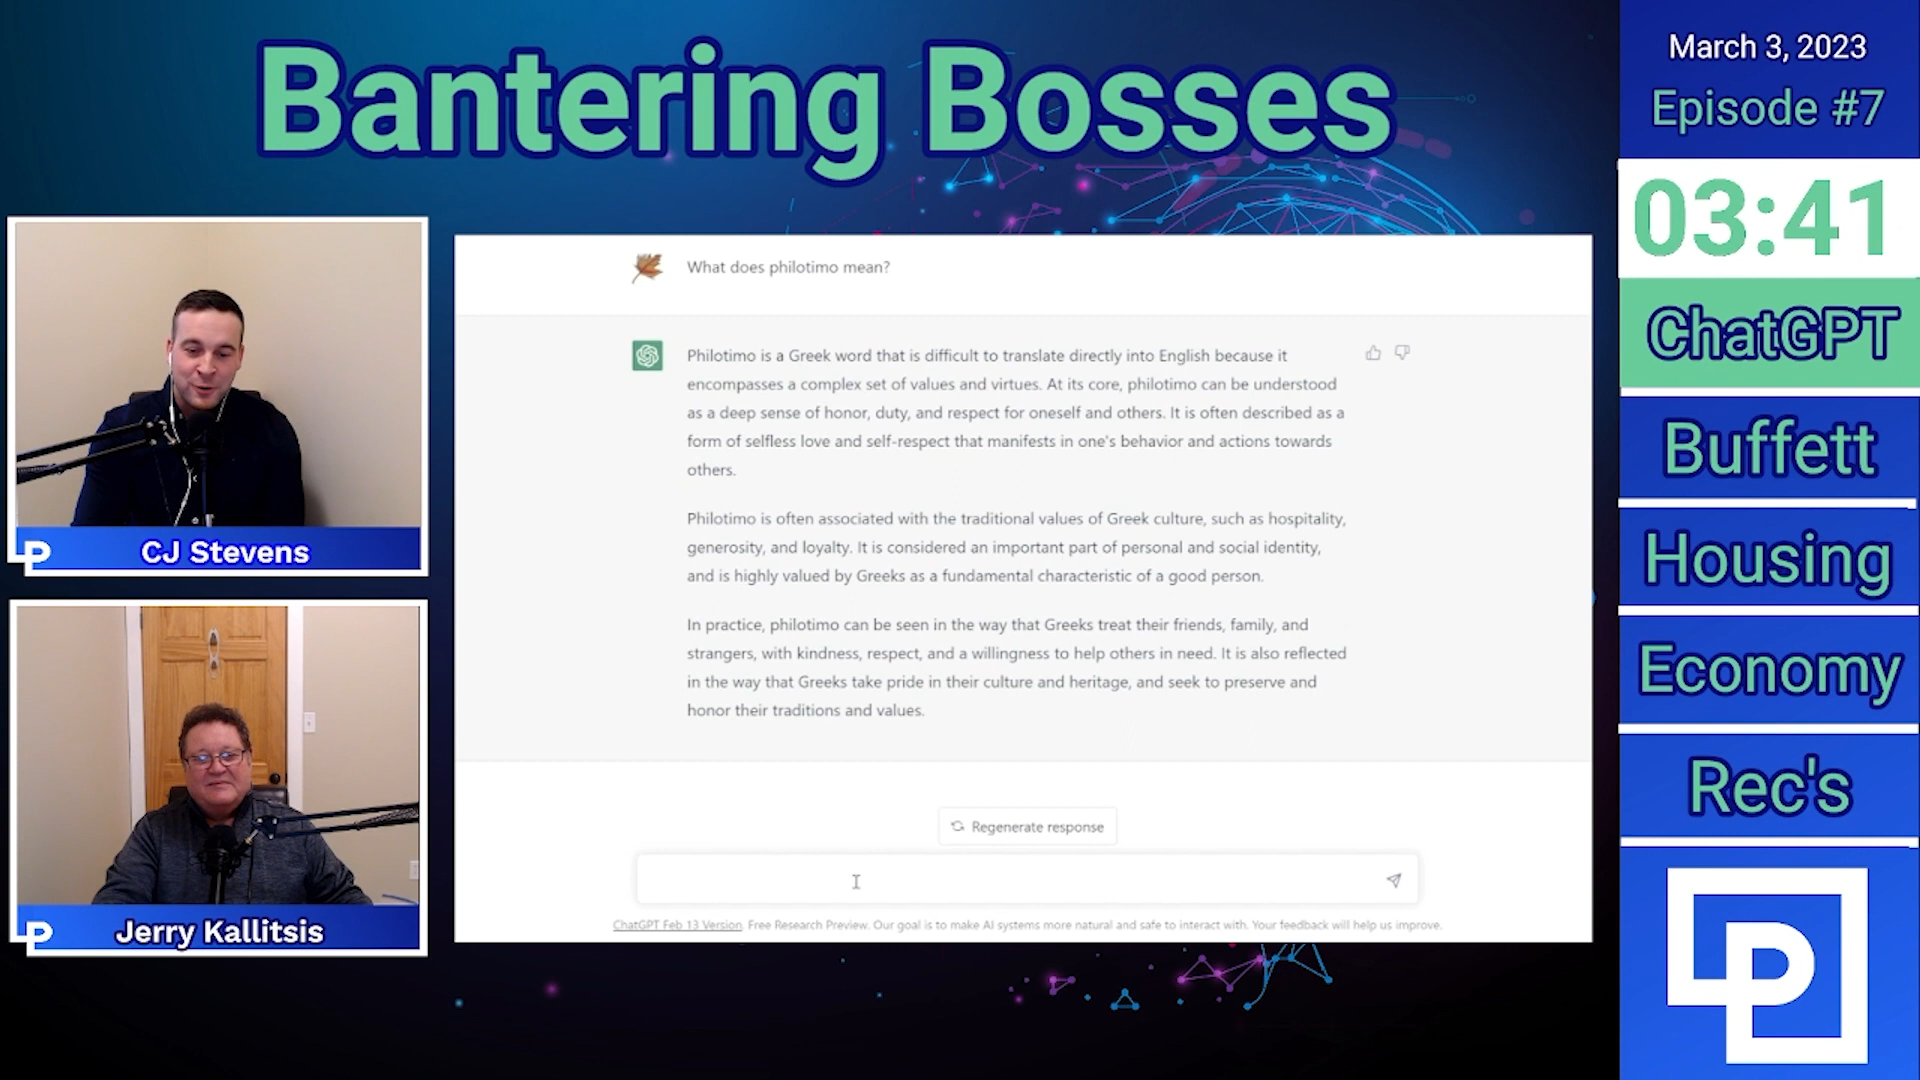 Bantering Bosses
March 3, 2023
Episode #7
03:41
ChatGPT
Buffett
Housing
Economy
Rec's
CJ Stevens
Jerry Kallitsis
What does philotimo mean?
Philotimo is a Greek word that is difficult to translate directly into English because it
encompasses a complex set of values and virtues. At its core, philotimo can be understood
as a deep sense of honor, duty, and respect for oneself and others. It is often described as a
form of selfless love and self-respect that manifests in one's behavior and actions towards
others.
Philotimo is often associated with the traditional values of Greek culture, such as hospitality,
generosity, and loyalty. It is considered an important part of personal and social identity,
and is highly valued by Greeks as a fundamental characteristic of a good person.
In practice, philotimo can be seen in the way that Greeks treat their friends, family, and
strangers, with kindness, respect, and a willingness to help others in need. It is also reflected
in the way that Greeks take pride in their culture and heritage, and seek to preserve and
honor their traditions and values.
Regenerate response
ChatGPT Feb 13 Version. Free Research Preview. Our goal is to make AI systems more natural and safe to interact with. Your feedback will help us improve.